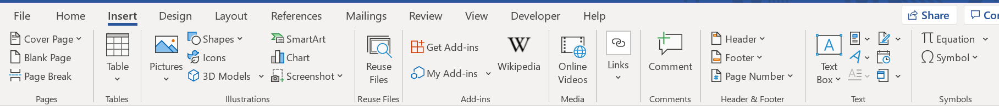 File Home Insert Design Layout References Mailings Review View Developer Help Share
Cover Page
Blank Page
Page Break
Pages
Table
Tables
Pictures
Shapes
Icons
3D Models
SmartArt
Chart
Screenshot
Illustrations
Reuse
Files
Reuse Files
Get Add-ins
My Add-ins
W
Wikipedia
Add-ins
Online
Videos
Media
Links
Comment
Comments
Header
Footer
# Page Number
Header & Footer
A
Text
Box
A
A
Text
π Equation
Ω Symbol
Symbols